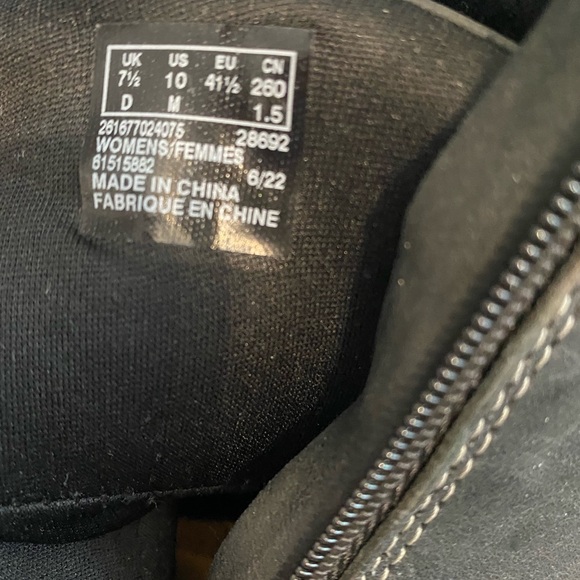 UK US EU CN
7½ 10 41½ 260
D M 1.5
261677024075 28692
WOMENS/FEMMES
61515882 6/22
MADE IN CHINA
FABRIQUE EN CHINE